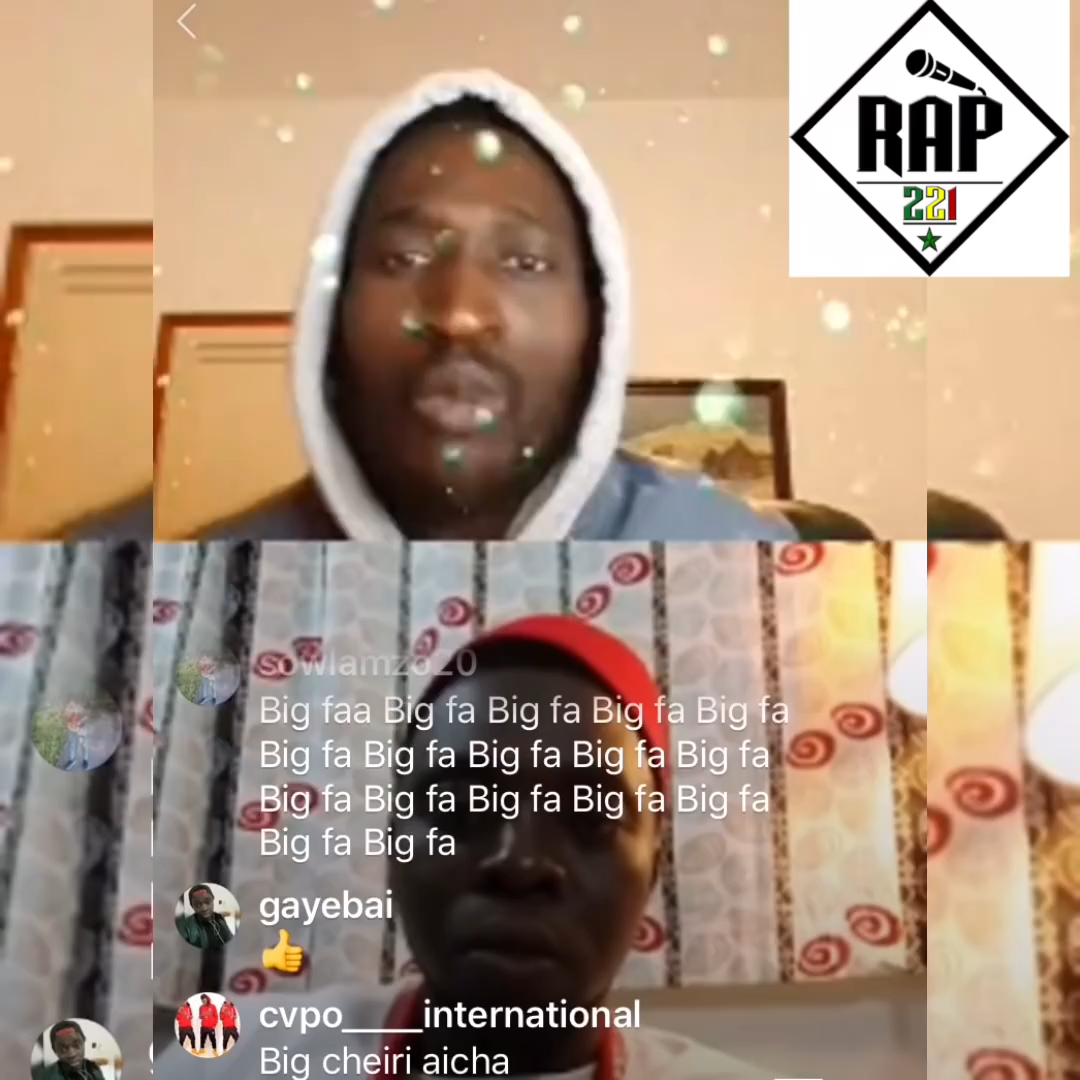 RAP
221
sowlamzo20
Big faa Big fa Big fa Big fa Big fa
Big fa Big fa Big fa Big fa Big fa
Big fa Big fa Big fa Big fa Big fa
Big fa Big fa
gayebai
👍
cvpo____international
Big cheiri aicha